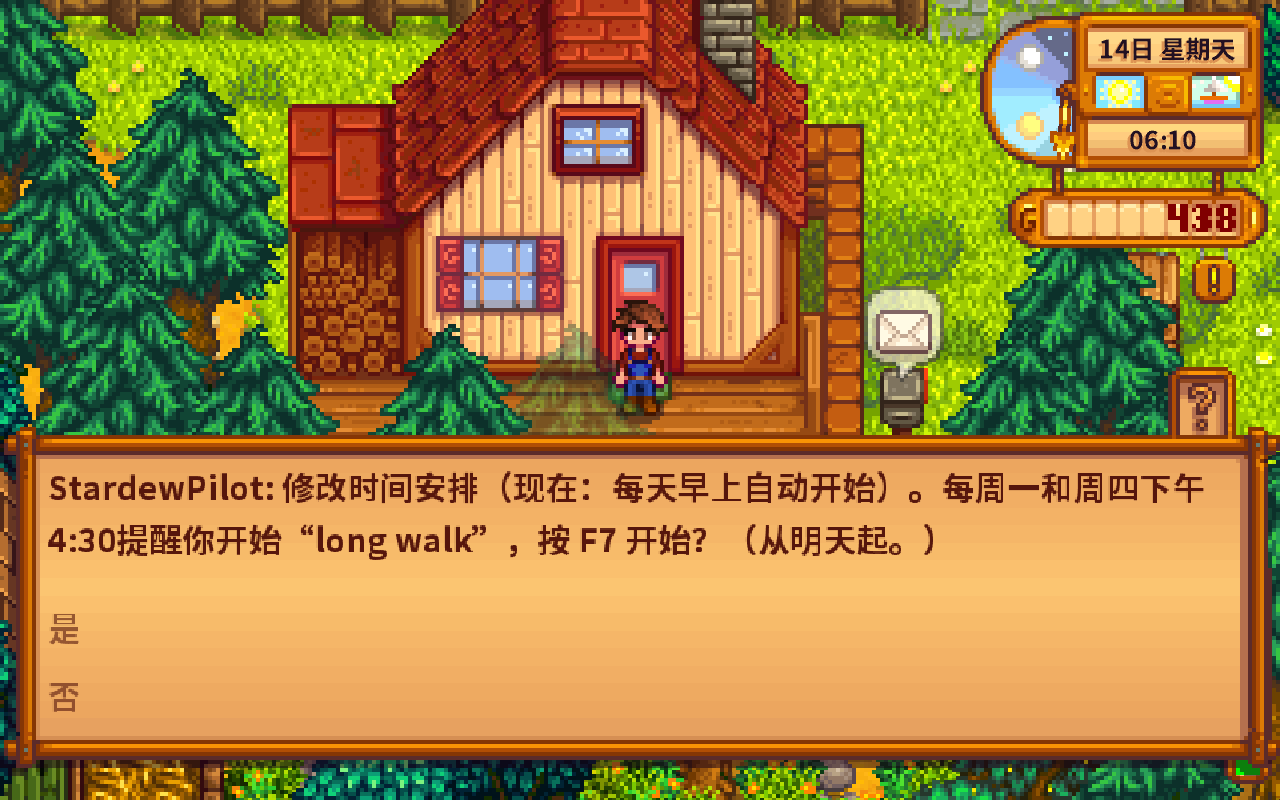 14日 星期天
06:10
438
StardewPilot: 修改时间安排（现在：每天早上自动开始）。每周一和周四下午
4:30提醒你开始“long walk”，按 F7 开始？（从明天起。）
是
否